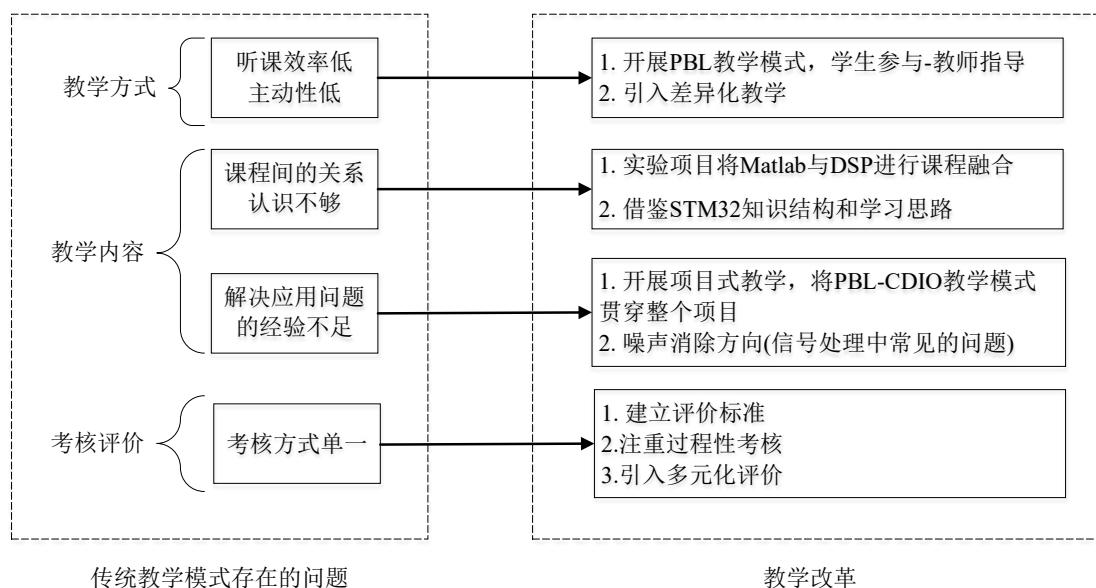 教学方式
听课效率低
主动性低
1. 开展PBL教学模式，学生参与-教师指导
2. 引入差异化教学
教学内容
课程间的关系
认识不够
1. 实验项目将Matlab与DSP进行课程融合
2. 借鉴STM32知识结构和学习思路
解决应用问题
的经验不足
1. 开展项目式教学，将PBL-CDIO教学模式
贯穿整个项目
2. 噪声消除方向(信号处理中常见的问题)
考核评价
考核方式单一
1. 建立评价标准
2.注重过程性考核
3.引入多元化评价
传统教学模式存在的问题
教学改革